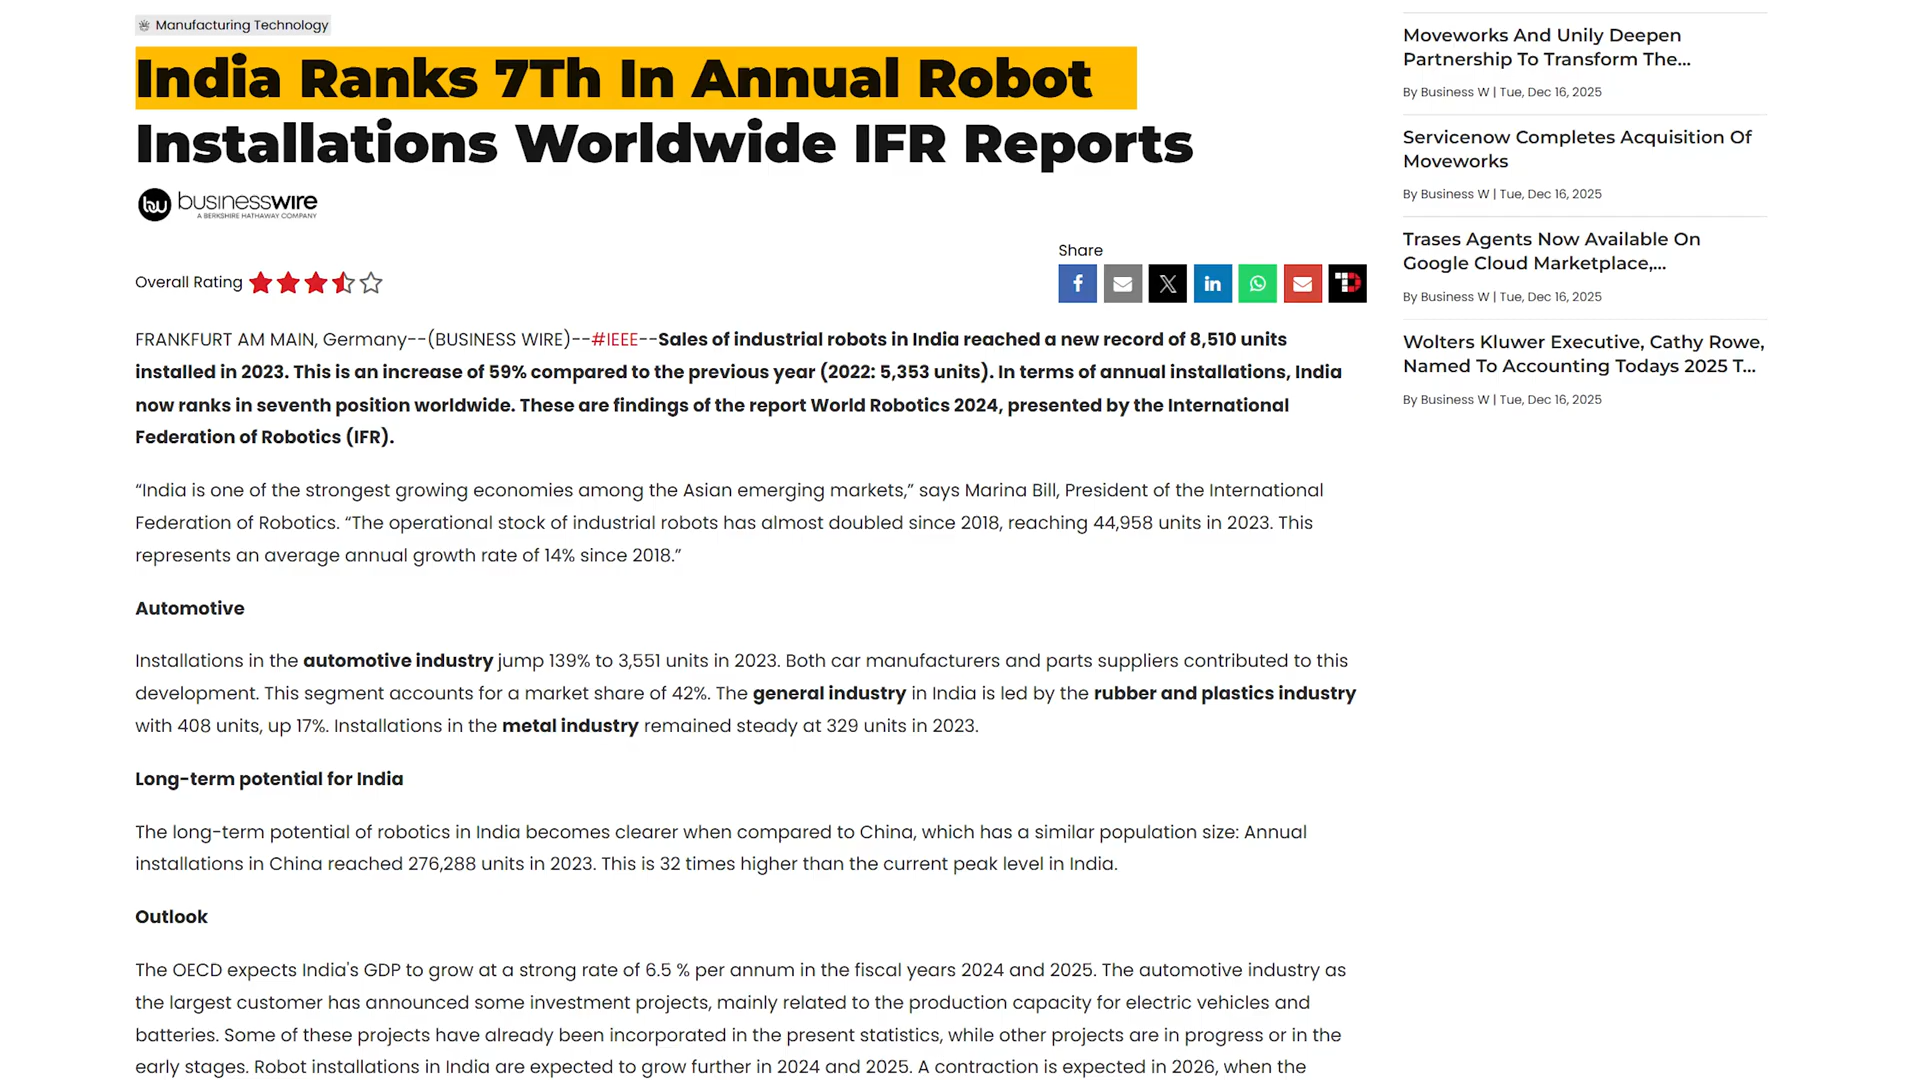 Manufacturing Technology
India Ranks 7Th In Annual Robot
Installations Worldwide IFR Reports
bw businesswire
A BERKSHIRE HATHAWAY COMPANY
Overall Rating
Share
FRANKFURT AM MAIN, Germany--(BUSINESS WIRE)--#IEEE--Sales of industrial robots in India reached a new record of 8,510 units
installed in 2023. This is an increase of 59% compared to the previous year (2022: 5,353 units). In terms of annual installations, India
now ranks in seventh position worldwide. These are findings of the report World Robotics 2024, presented by the International
Federation of Robotics (IFR).
“India is one of the strongest growing economies among the Asian emerging markets,” says Marina Bill, President of the International
Federation of Robotics. “The operational stock of industrial robots has almost doubled since 2018, reaching 44,958 units in 2023. This
represents an average annual growth rate of 14% since 2018.”
Automotive
Installations in the automotive industry jump 139% to 3,551 units in 2023. Both car manufacturers and parts suppliers contributed to this
development. This segment accounts for a market share of 42%. The general industry in India is led by the rubber and plastics industry
with 408 units, up 17%. Installations in the metal industry remained steady at 329 units in 2023.
Long-term potential for India
The long-term potential of robotics in India becomes clearer when compared to China, which has a similar population size: Annual
installations in China reached 276,288 units in 2023. This is 32 times higher than the current peak level in India.
Outlook
The OECD expects India's GDP to grow at a strong rate of 6.5 % per annum in the fiscal years 2024 and 2025. The automotive industry as
the largest customer has announced some investment projects, mainly related to the production capacity for electric vehicles and
batteries. Some of these projects have already been incorporated in the present statistics, while other projects are in progress or in the
early stages. Robot installations in India are expected to grow further in 2024 and 2025. A contraction is expected in 2026, when the
Moveworks And Unily Deepen
Partnership To Transform The...
By Business W | Tue, Dec 16, 2025
Servicenow Completes Acquisition Of
Moveworks
By Business W | Tue, Dec 16, 2025
Trases Agents Now Available On
Google Cloud Marketplace,...
By Business W | Tue, Dec 16, 2025
Wolters Kluwer Executive, Cathy Rowe,
Named To Accounting Todays 2025 T...
By Business W | Tue, Dec 16, 2025